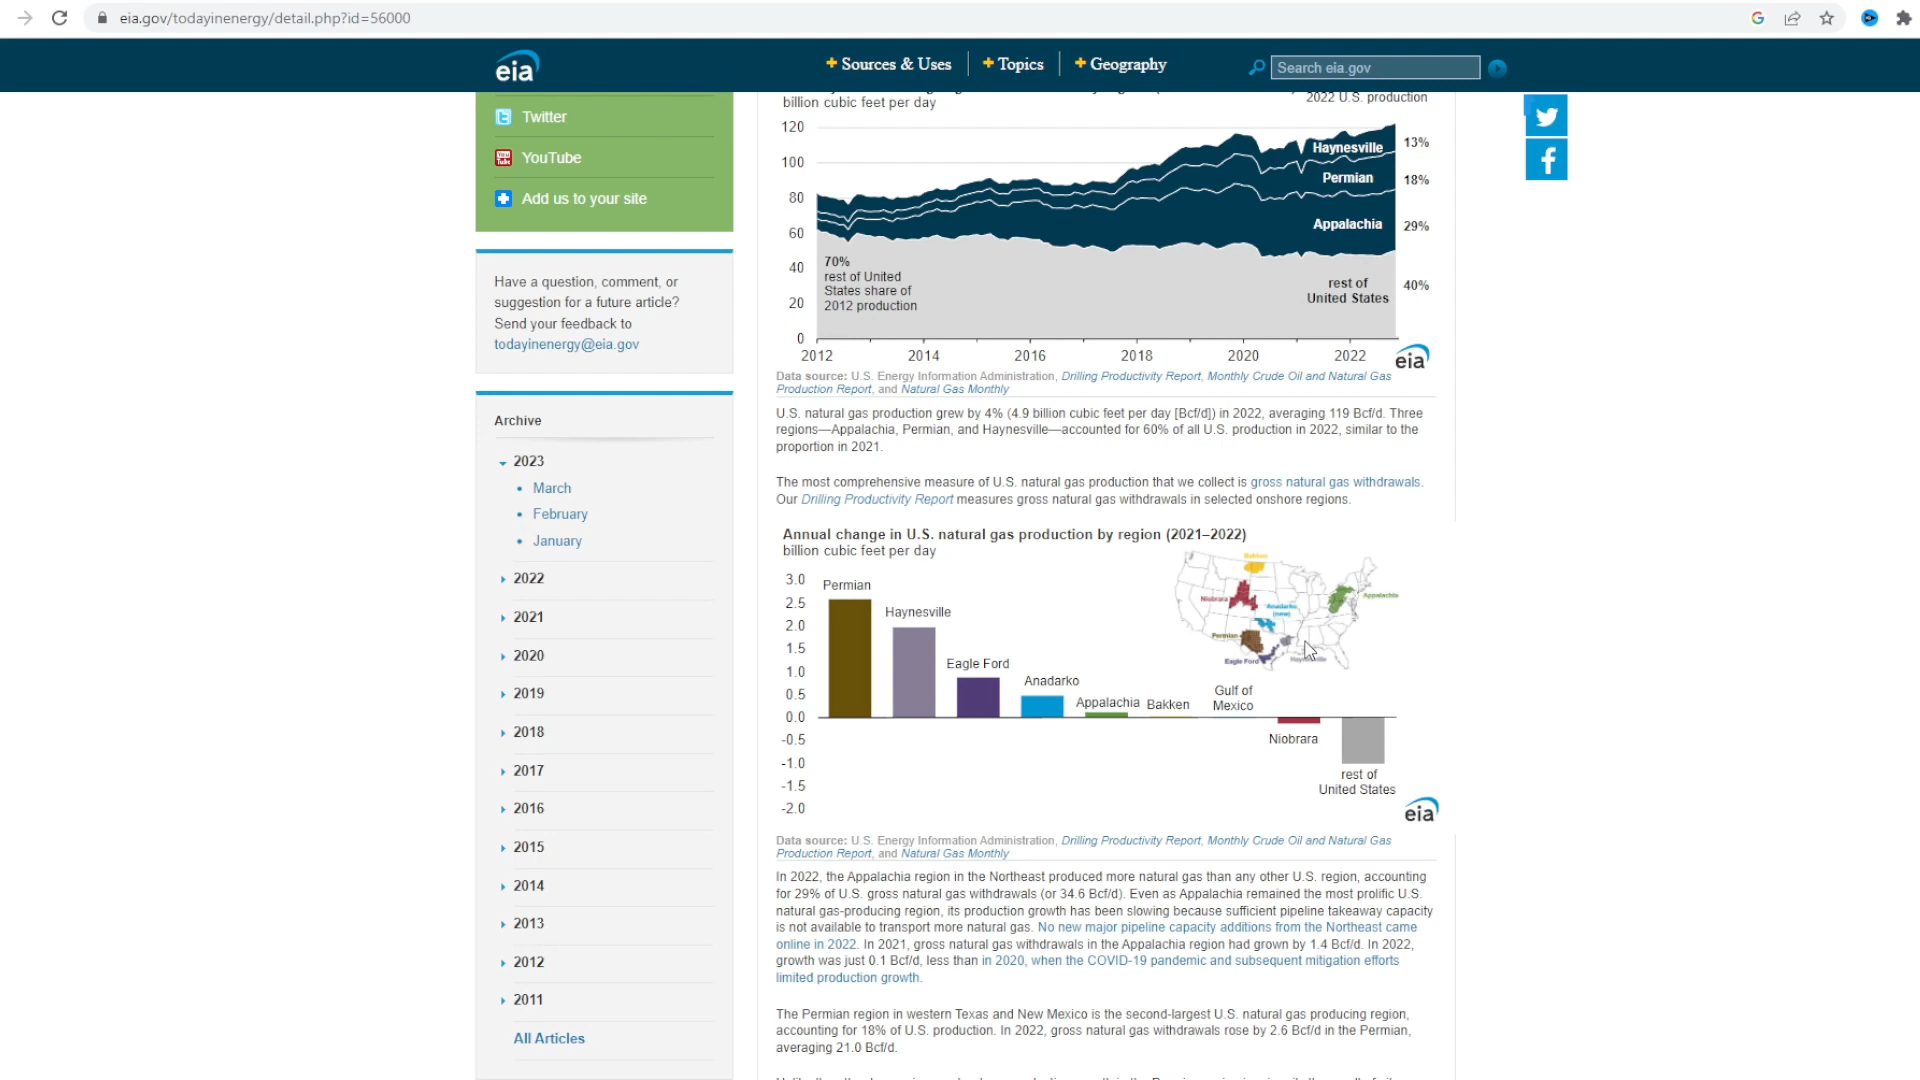 eia.gov/todayinenergy/detail.php?id=56000
eia
+ Sources & Uses
+ Topics
+ Geography
Search eia.gov
Twitter
YouTube
Add us to your site
Have a question, comment, or
suggestion for a future article?
Send your feedback to
todayinenergy@eia.gov
Archive
2023
March
February
January
2022
2021
2020
2019
2018
2017
2016
2015
2014
2013
2012
2011
All Articles
billion cubic feet per day
2022 U.S. production
120
100
80
60
40
20
0
Haynesville
13%
Permian
18%
Appalachia
29%
70%
rest of United
States share of
2012 production
rest of
United States
40%
2012
2014
2016
2018
2020
2022
eia
Data source: U.S. Energy Information Administration, Drilling Productivity Report, Monthly Crude Oil and Natural Gas
Production Report, and Natural Gas Monthly
U.S. natural gas production grew by 4% (4.9 billion cubic feet per day [Bcf/d]) in 2022, averaging 119 Bcf/d. Three
regions—Appalachia, Permian, and Haynesville—accounted for 60% of all U.S. production in 2022, similar to the
proportion in 2021.
The most comprehensive measure of U.S. natural gas production that we collect is gross natural gas withdrawals.
Our Drilling Productivity Report measures gross natural gas withdrawals in selected onshore regions.
Annual change in U.S. natural gas production by region (2021–2022)
billion cubic feet per day
3.0
2.5
2.0
1.5
1.0
0.5
0.0
-0.5
-1.0
-1.5
-2.0
Permian
Haynesville
Eagle Ford
Anadarko
Appalachia
Bakken
Gulf of
Mexico
Niobrara
rest of
United States
Bakken
Niobrara
Anadarko
(new)
Appalachia
Permian
Eagle Ford
eia
Data source: U.S. Energy Information Administration, Drilling Productivity Report, Monthly Crude Oil and Natural Gas
Production Report, and Natural Gas Monthly
In 2022, the Appalachia region in the Northeast produced more natural gas than any other U.S. region, accounting
for 29% of U.S. gross natural gas withdrawals (or 34.6 Bcf/d). Even as Appalachia remained the most prolific U.S.
natural gas-producing region, its production growth has been slowing because sufficient pipeline takeaway capacity
is not available to transport more natural gas. No new major pipeline capacity additions from the Northeast came
online in 2022. In 2021, gross natural gas withdrawals in the Appalachia region had grown by 1.4 Bcf/d. In 2022,
growth was just 0.1 Bcf/d, less than in 2020, when the COVID-19 pandemic and subsequent mitigation efforts
limited production growth.
The Permian region in western Texas and New Mexico is the second-largest U.S. natural gas producing region,
accounting for 18% of U.S. production. In 2022, gross natural gas withdrawals rose by 2.6 Bcf/d in the Permian,
averaging 21.0 Bcf/d.